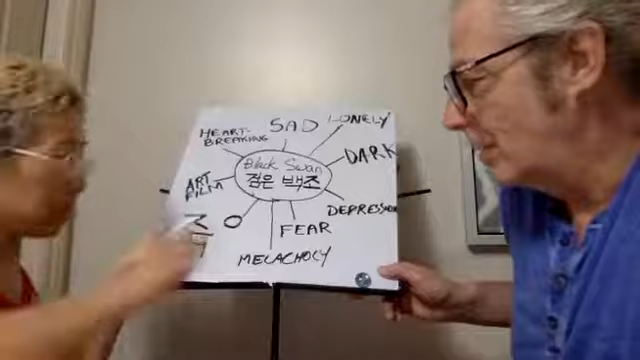 HEART-
BREAKING
SAD
LONELY
DARK
Black Swan
검은 백조
ART
FILM
DEPRESSION
FEAR
MELACHOLY